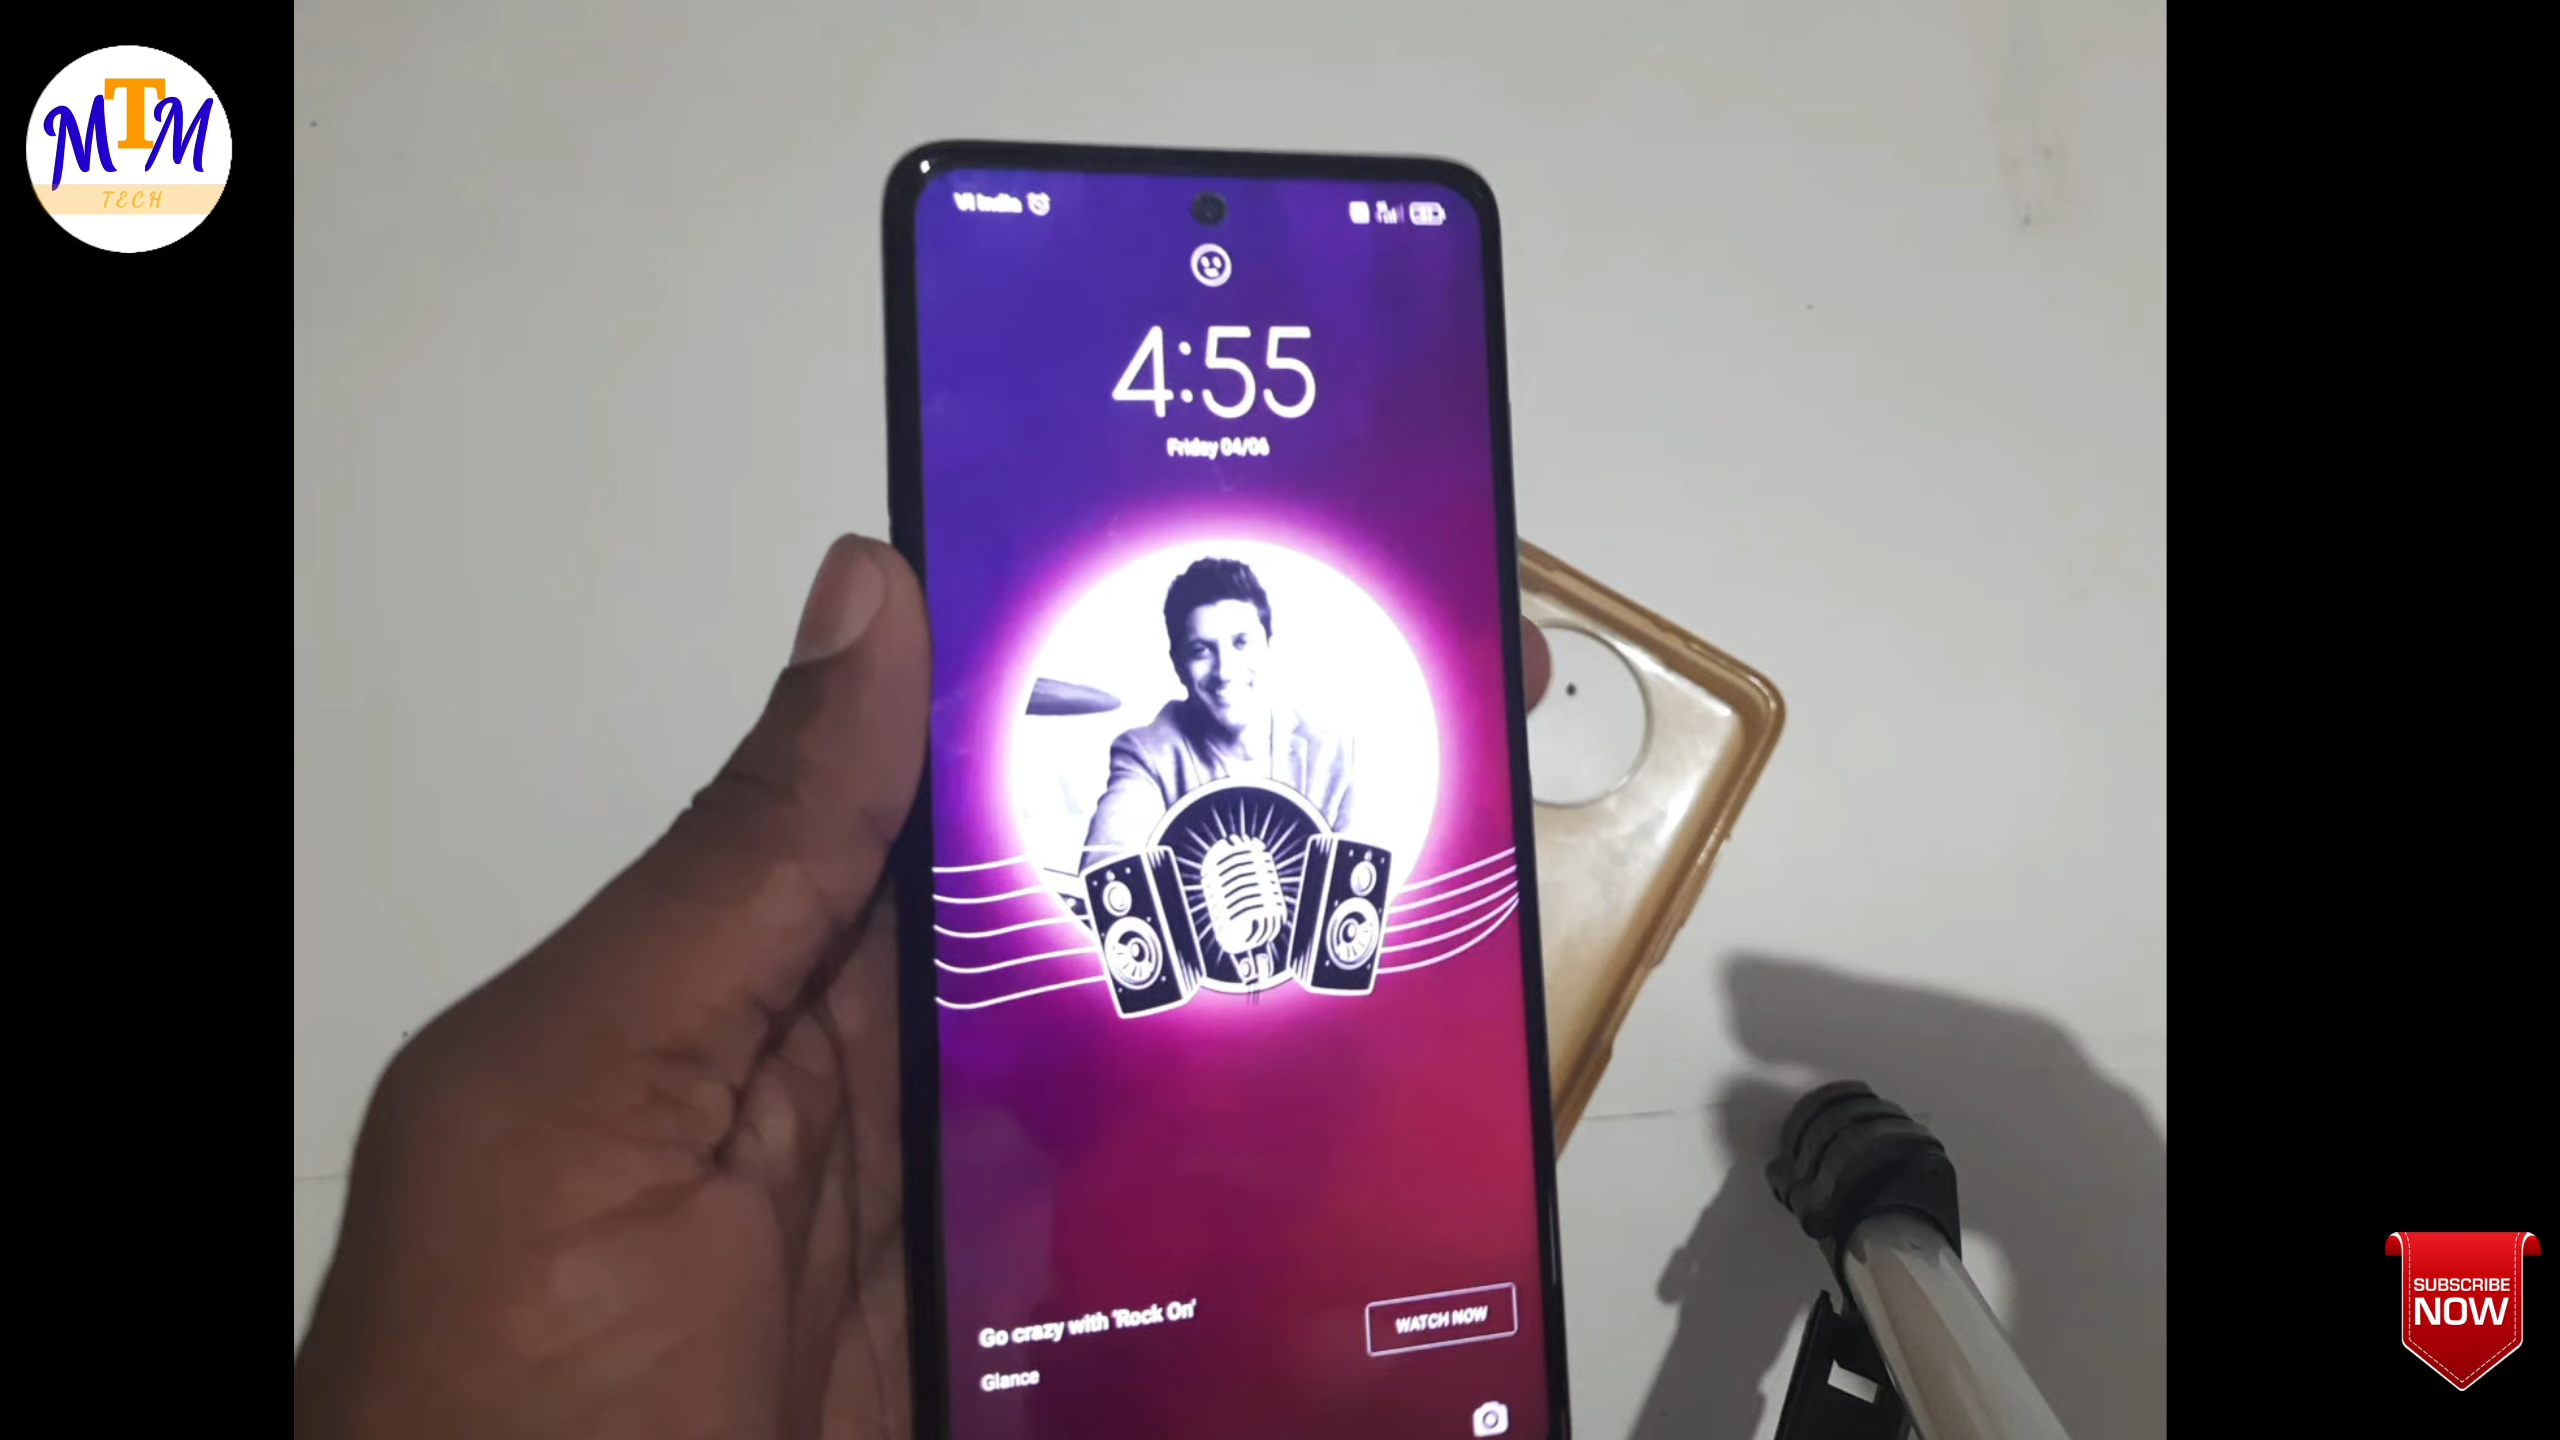 MTM
TECH
Vi India
4:55
Friday 04/06
Go crazy with 'Rock On'
WATCH NOW
Glance
SUBSCRIBE
NOW